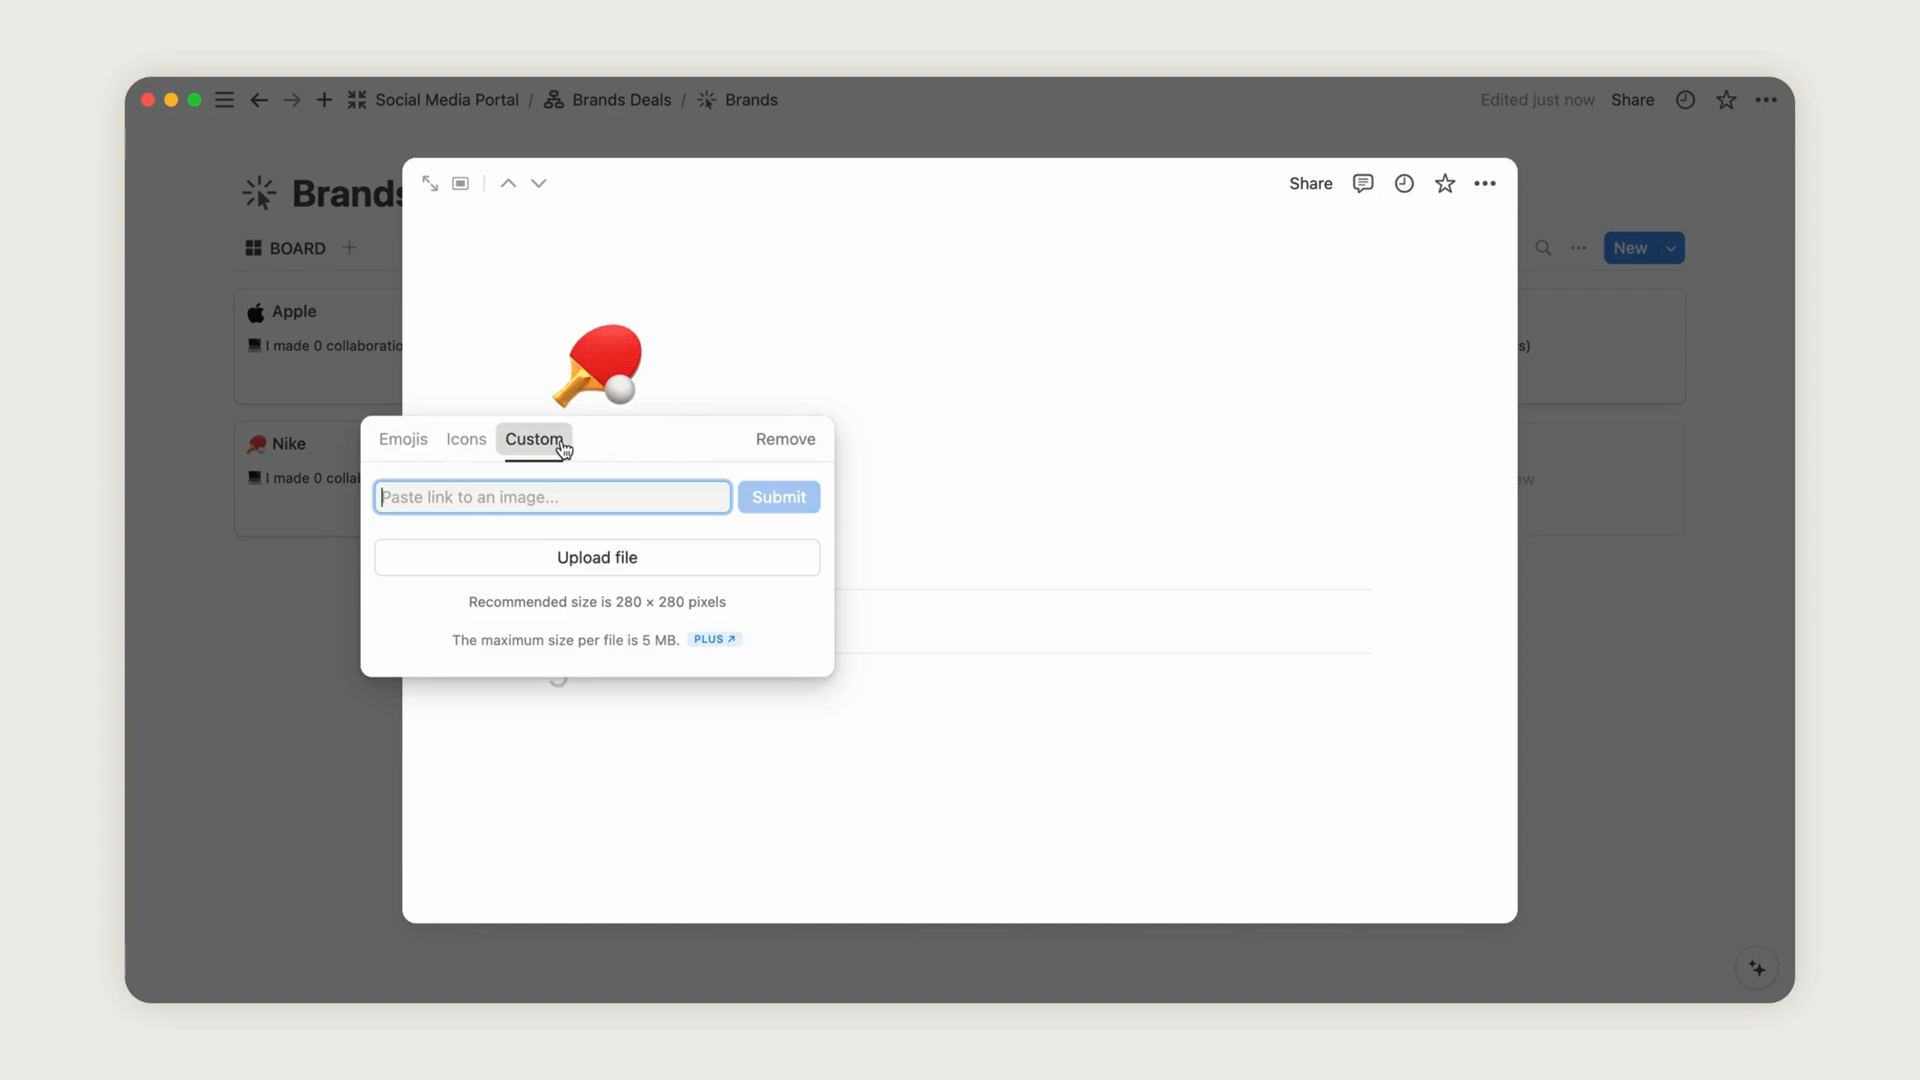 Social Media Portal / Brands Deals / Brands
Edited just now Share
Brands
Share
BOARD
New
Apple
I made 0 collaboratio
s)
Emojis Icons Custom Remove
Nike
I made 0 collal
ew
Paste link to an image... Submit
Upload file
Recommended size is 280 × 280 pixels
The maximum size per file is 5 MB. PLUS ↗